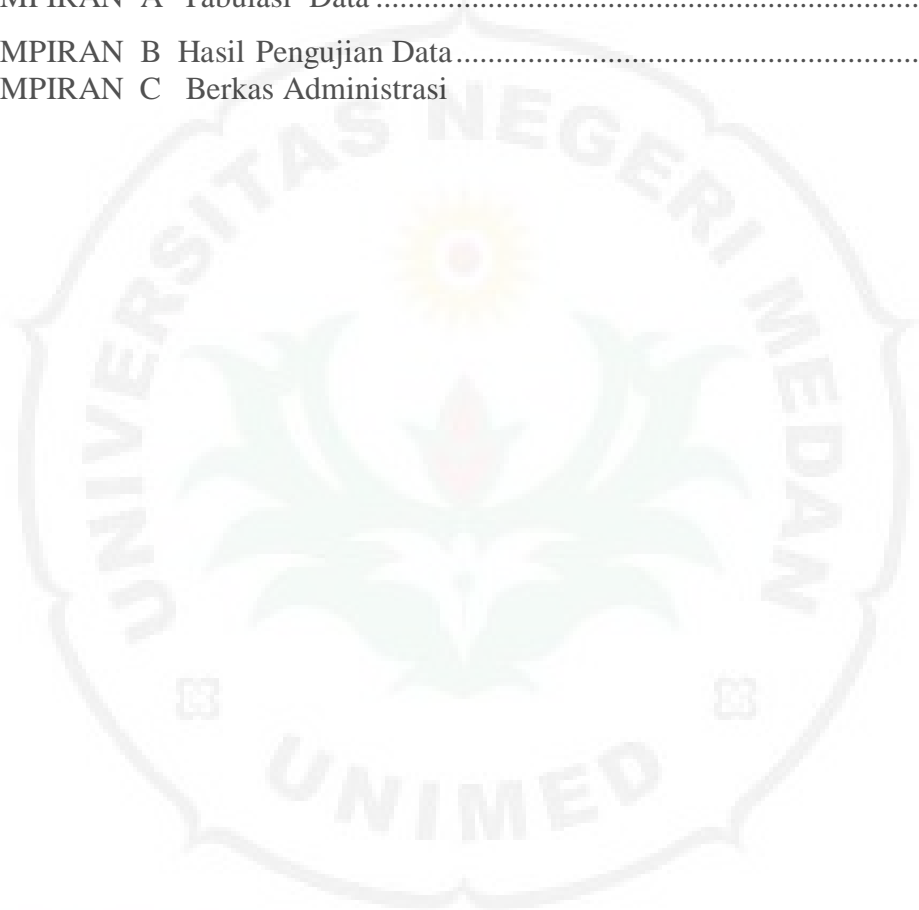 MPIRAN A Tabulasi Data ........................................................................
MPIRAN B Hasil Pengujian Data ..............................................................
MPIRAN C Berkas Administrasi
UNIVERSITAS NEGERI MEDAN
UNIMED